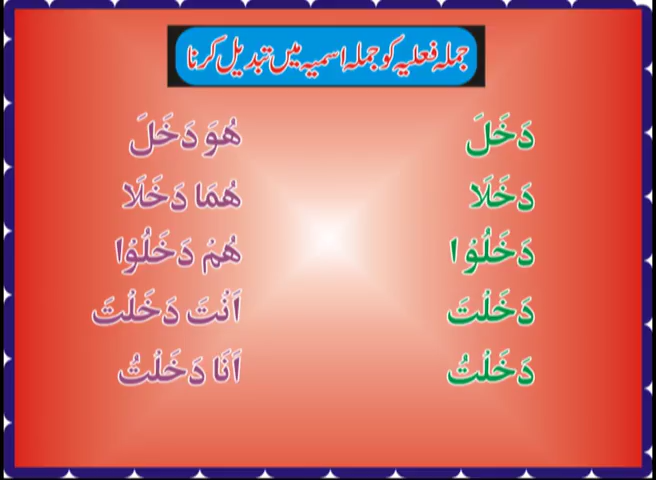 جملہ فعلیہ کو جملہ اسمیہ میں تبدیل کرنا
دَخَلَ هُوَ دَخَلَ
دَخَلَا هُمَا دَخَلَا
دَخَلُوْا هُمْ دَخَلُوْا
دَخَلْتَ اَنْتَ دَخَلْتَ
دَخَلْتُ اَنَا دَخَلْتُ